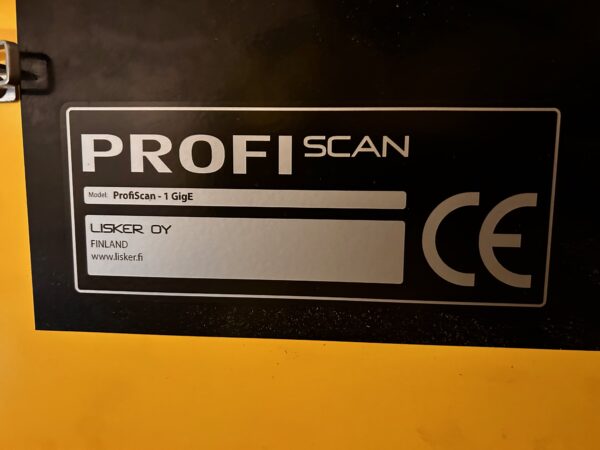 PROFI SCAN
Model: ProfiScan - 1 GigE
LISKER OY
FINLAND
www.lisker.fi
CE